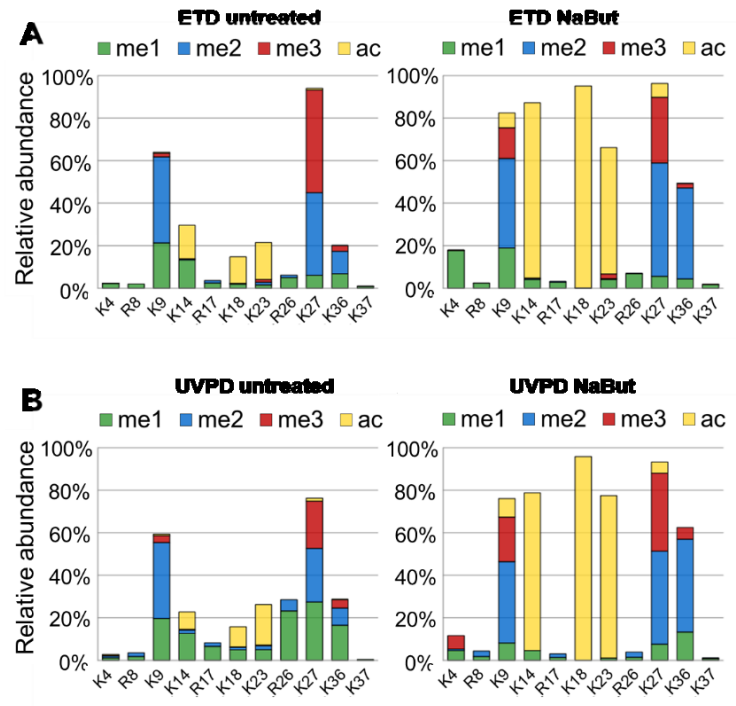 A
ETD untreated
ETD NaBut
me1 me2 me3 ac
me1 me2 me3 ac
Relative abundance
100%
80%
60%
40%
20%
0%
K4 R8 K9 K14 R17 K18 K23 R26 K27 K36 K37
100%
80%
60%
40%
20%
0%
K4 R8 K9 K14 R17 K18 K23 R26 K27 K36 K37
B
UVPD untreated
UVPD NaBut
me1 me2 me3 ac
me1 me2 me3 ac
Relative abundance
100%
80%
60%
40%
20%
0%
K4 R8 K9 K14 R17 K18 K23 R26 K27 K36 K37
100%
80%
60%
40%
20%
0%
K4 R8 K9 K14 R17 K18 K23 R26 K27 K36 K37